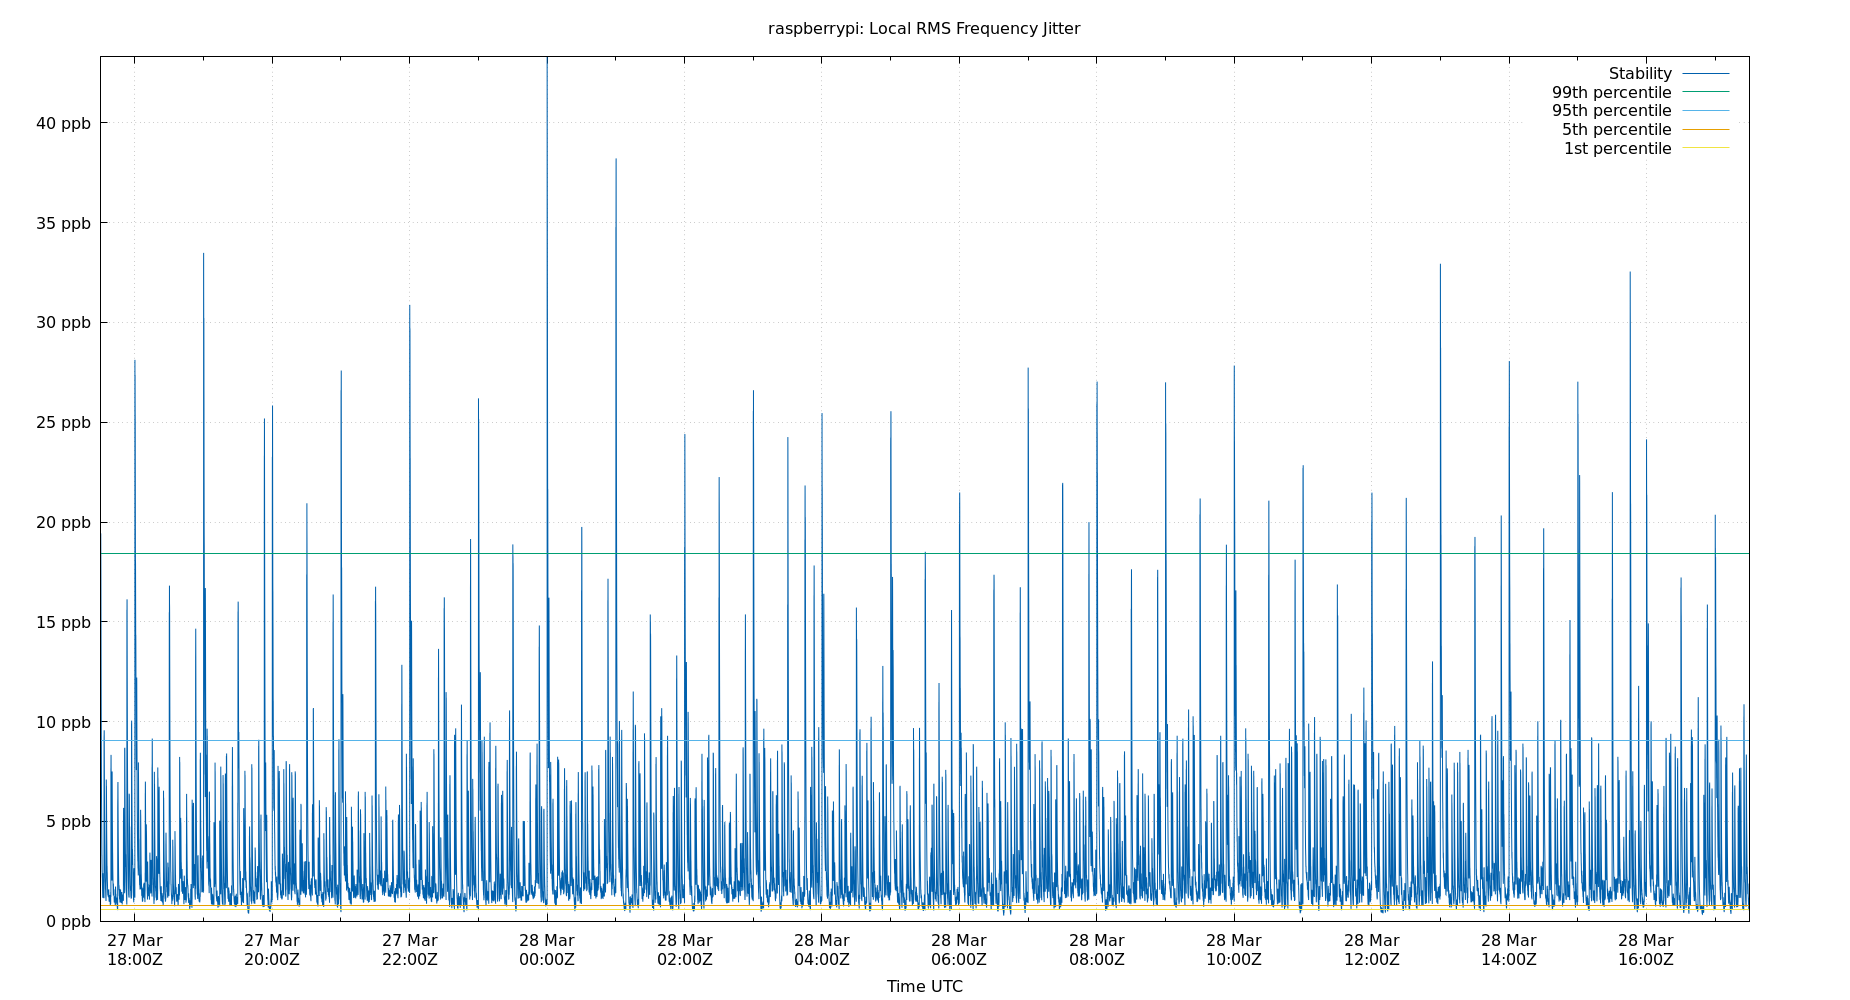 raspberrypi: Local RMS Frequency Jitter
Stability
99th percentile
95th percentile
5th percentile
1st percentile
40 ppb
35 ppb
30 ppb
25 ppb
20 ppb
15 ppb
10 ppb
5 ppb
0 ppb
27 Mar 27 Mar 27 Mar 28 Mar 28 Mar 28 Mar 28 Mar 28 Mar 28 Mar 28 Mar 28 Mar 28 Mar
18:00Z 20:00Z 22:00Z 00:00Z 02:00Z 04:00Z 06:00Z 08:00Z 10:00Z 12:00Z 14:00Z 16:00Z
Time UTC